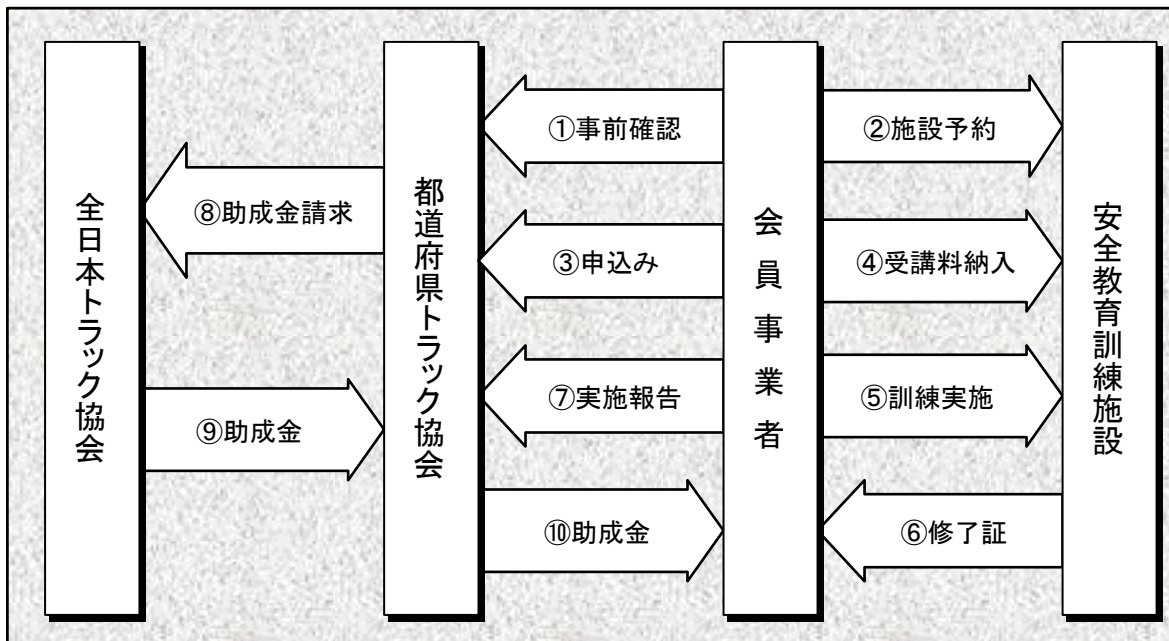 全日本トラック協会
都道府県トラック協会
会員事業者
安全教育訓練施設
①事前確認
②施設予約
③申込み
④受講料納入
⑤訓練実施
⑥修了証
⑦実施報告
⑧助成金請求
⑨助成金
⑩助成金